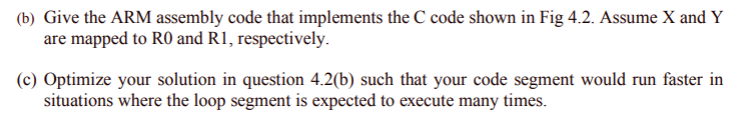 (b) Give the ARM assembly code that implements the C code shown in Fig 4.2. Assume X and Y
are mapped to R0 and R1, respectively.
(c) Optimize your solution in question 4.2(b) such that your code segment would run faster in
situations where the loop segment is expected to execute many times.